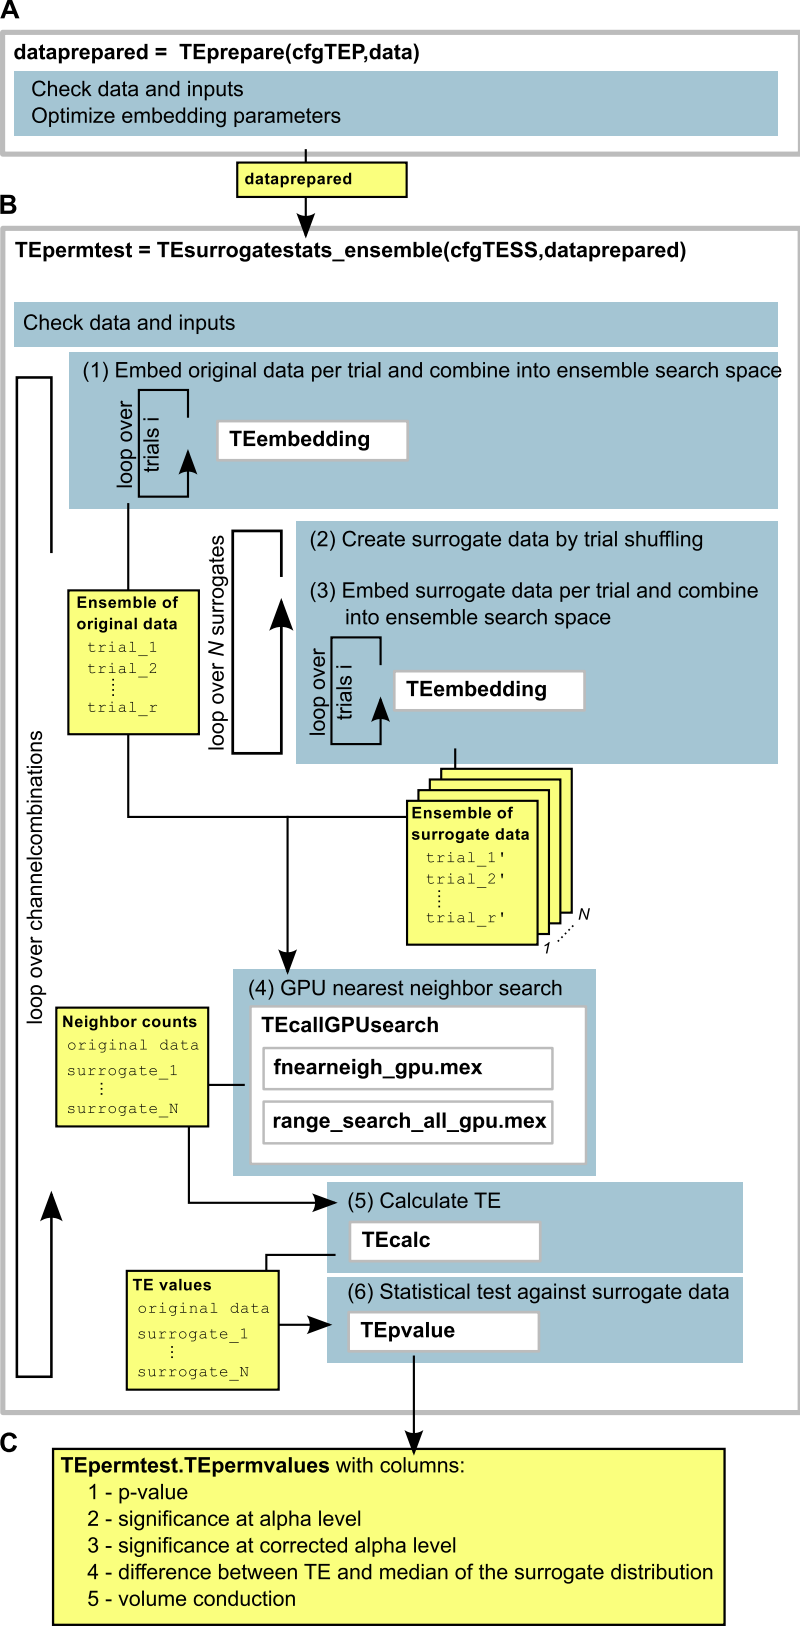 A
dataprepared = TEprepare(cfgTEP,data)
Check data and inputs
Optimize embedding parameters
dataprepared
B
TEpermtest = TEsurrogatestats_ensemble(cfgTESS,dataprepared)
Check data and inputs
(1) Embed original data per trial and combine into ensemble search space
loop over
trials i
TEembedding
(2) Create surrogate data by trial shuffling
(3) Embed surrogate data per trial and combine
into ensemble search space
loop over N surrogates
loop over
trials i
TEembedding
Ensemble of
original data
trial_1
trial_2
trial_r
Ensemble of
surrogate data
trial_1'
trial_2'
trial_r'
1 ...... N
loop over channelcombinations
(4) GPU nearest neighbor search
TEcallGPUsearch
fnearneigh_gpu.mex
range_search_all_gpu.mex
Neighbor counts
original data
surrogate_1
surrogate_N
(5) Calculate TE
TEcalc
TE values
original data
surrogate_1
surrogate_N
(6) Statistical test against surrogate data
TEpvalue
C
TEpermtest.TEpermvalues with columns:
1 - p-value
2 - significance at alpha level
3 - significance at corrected alpha level
4 - difference between TE and median of the surrogate distribution
5 - volume conduction